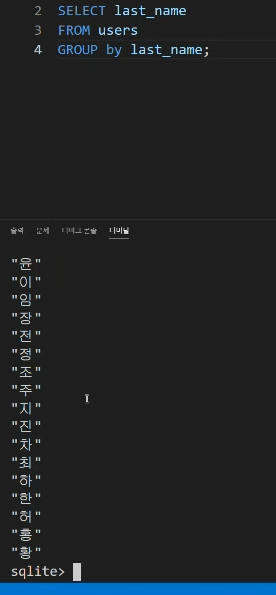 2 SELECT last_name
3 FROM users
4 GROUP by last_name;
출력 문제 디버그 콘솔 터미널
"윤"
"이"
"임"
"장"
"전"
"정"
"조"
"주"
"지"
"진"
"차"
"최"
"하"
"한"
"허"
"홍"
"황"
sqlite>